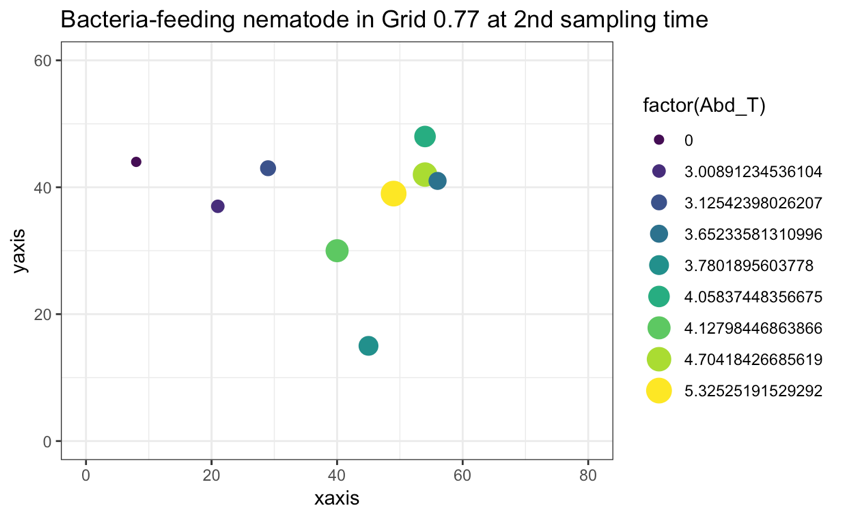 Bacteria-feeding nematode in Grid 0.77 at 2nd sampling time
60
40
20
0
yaxis
0 20 40 60 80
xaxis
factor(Abd_T)
0
3.00891234536104
3.12542398026207
3.65233581310996
3.7801895603778
4.05837448356675
4.12798446863866
4.70418426685619
5.32525191529292